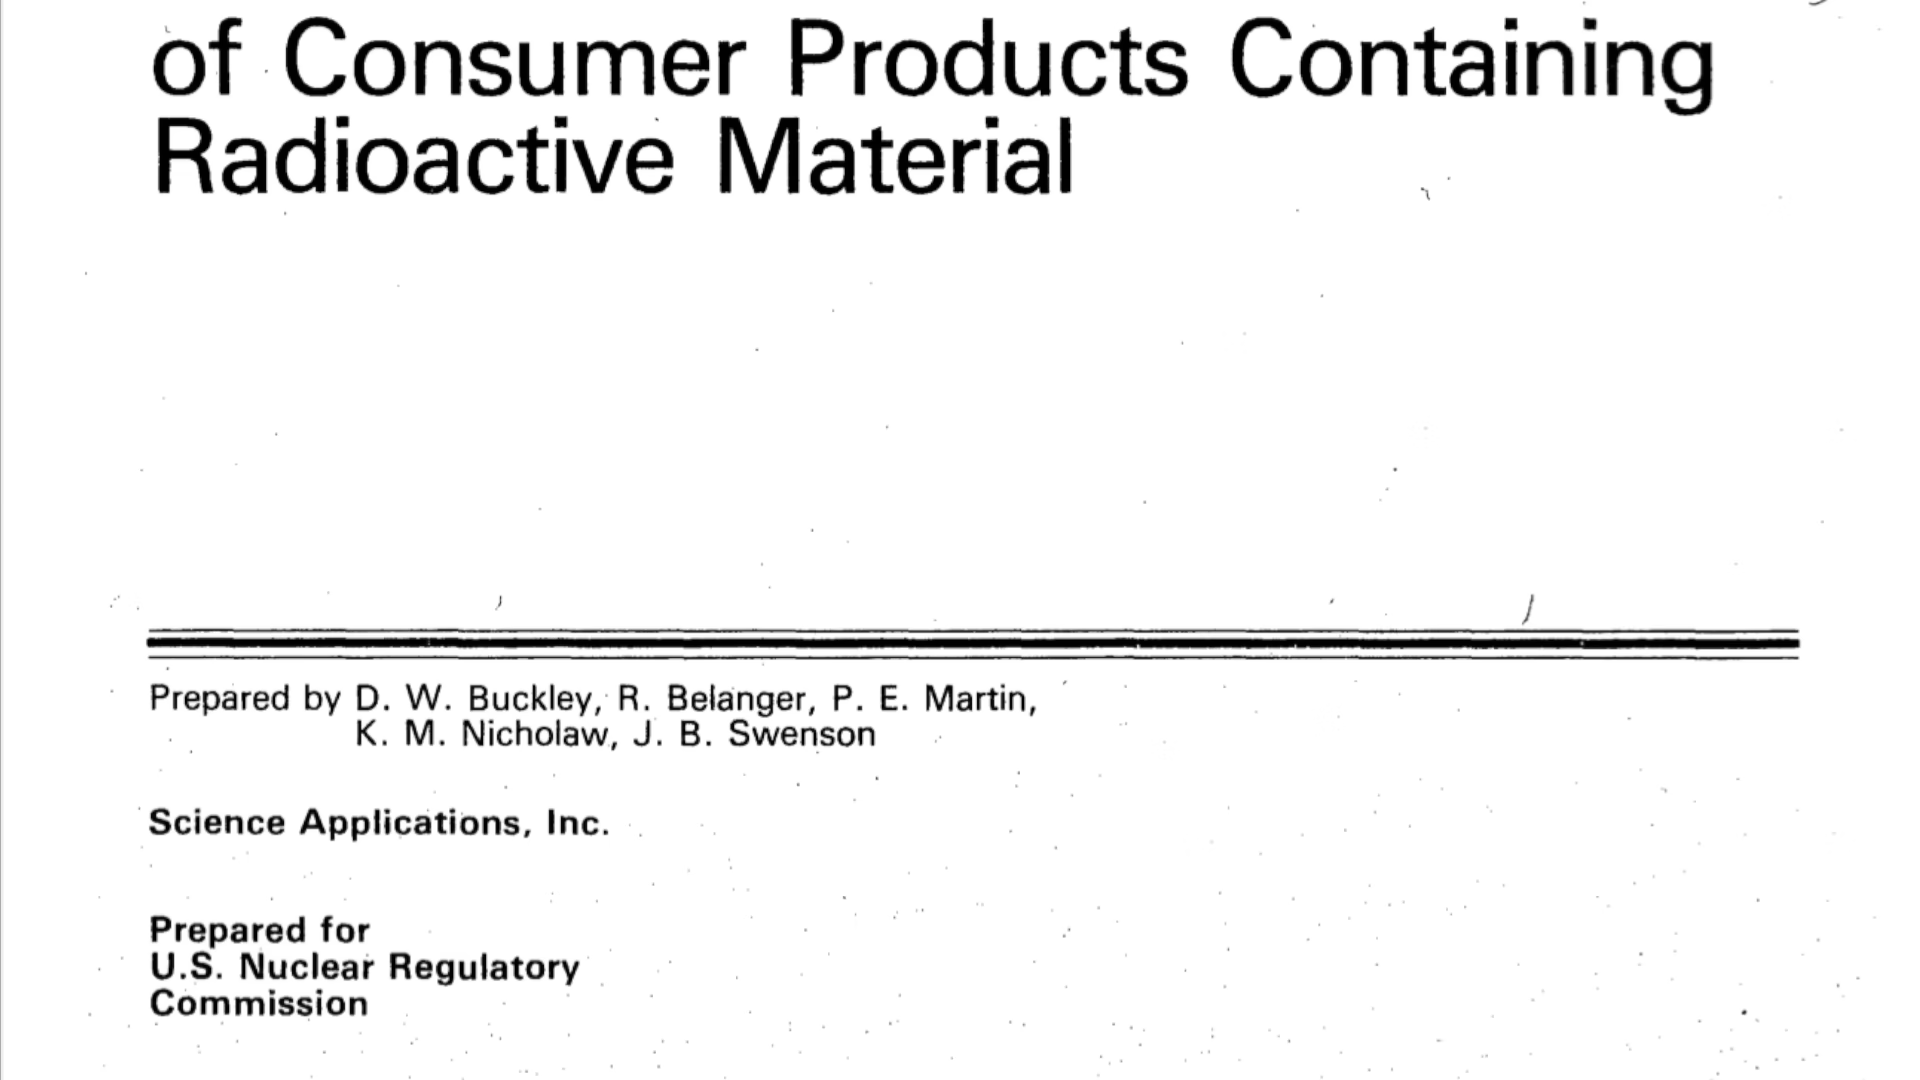 of Consumer Products Containing
Radioactive Material
Prepared by D. W. Buckley, R. Belanger, P. E. Martin,
K. M. Nicholaw, J. B. Swenson
Science Applications, Inc.
Prepared for
U.S. Nuclear Regulatory
Commission